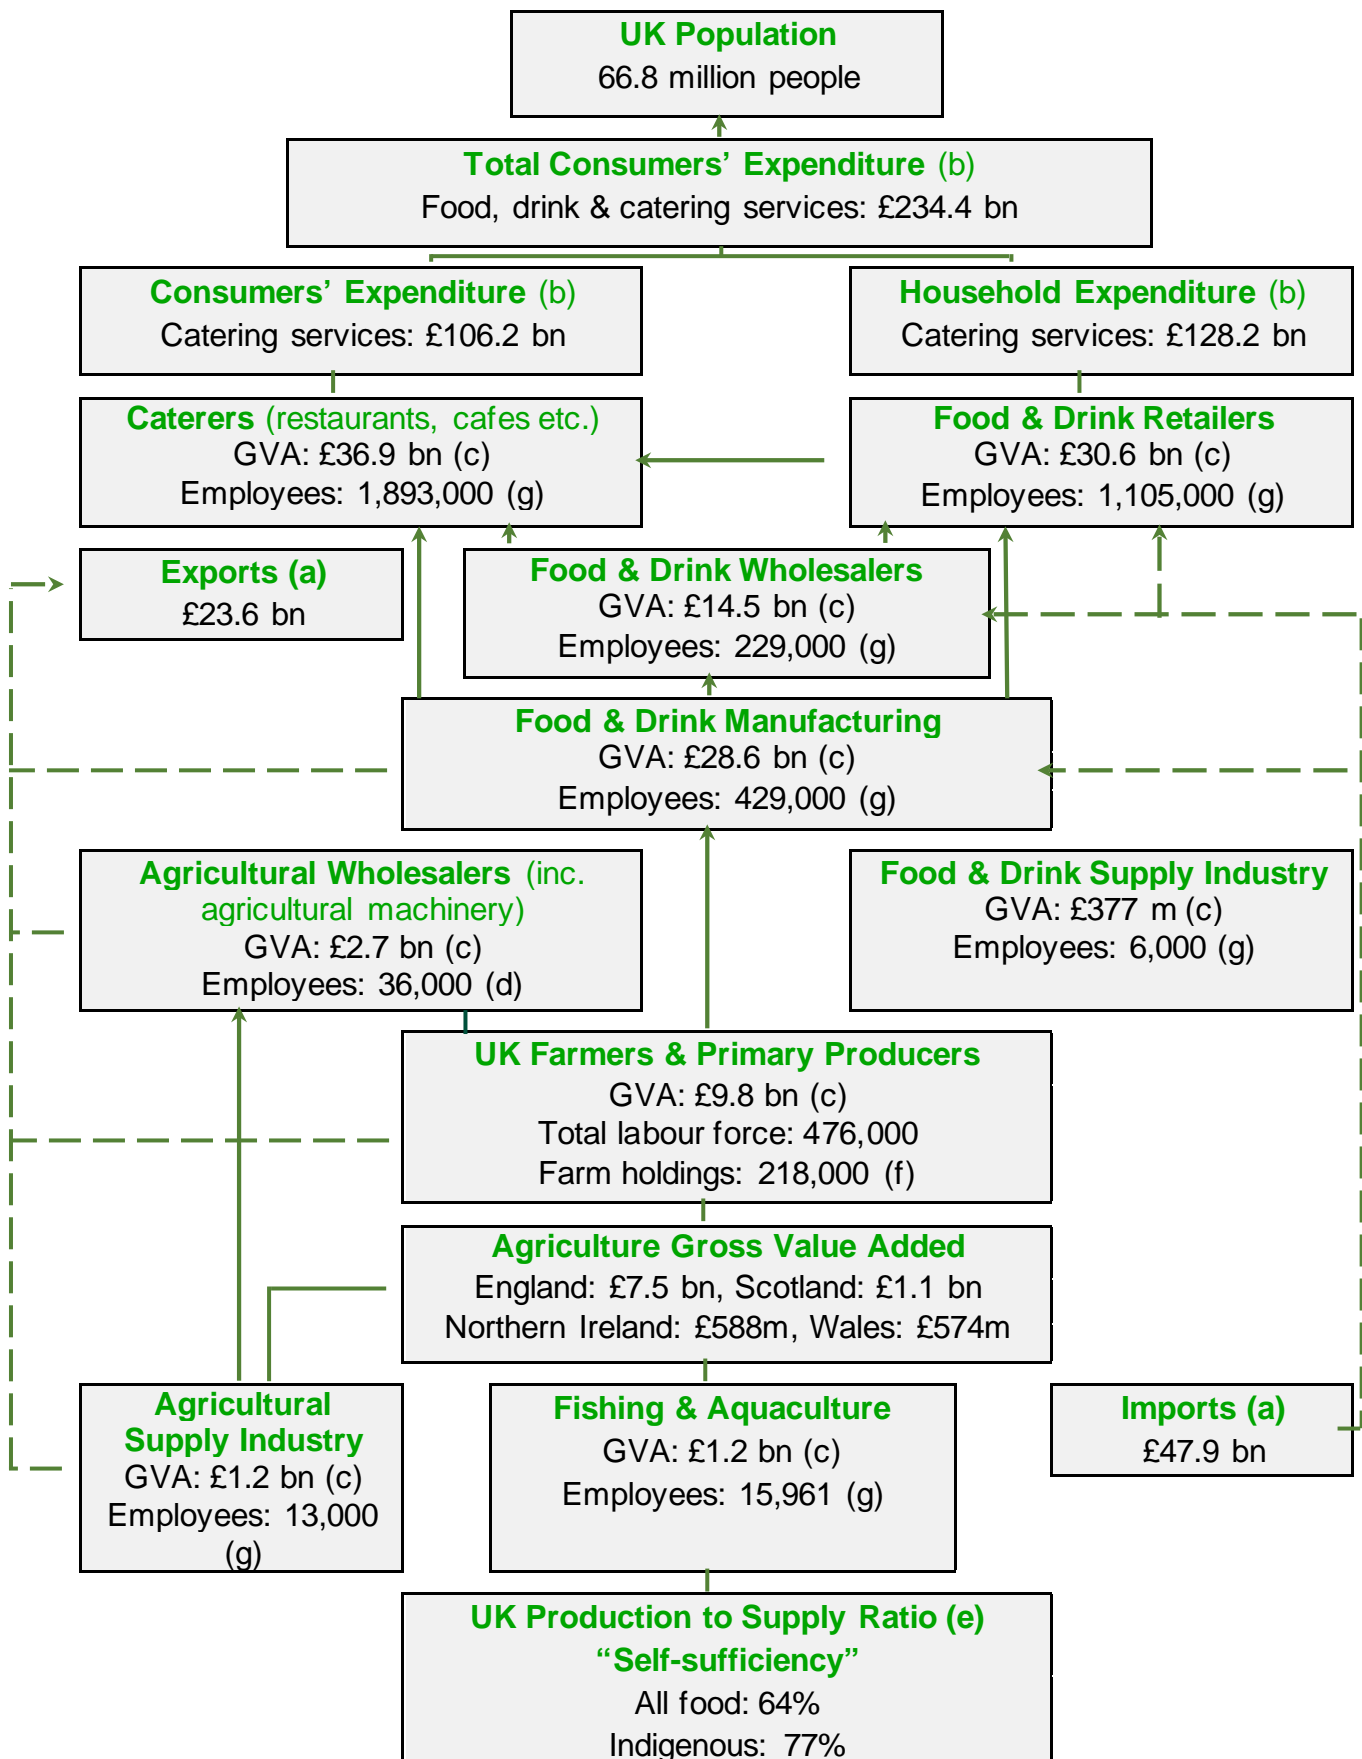 UK Population
66.8 million people
Total Consumers’ Expenditure (b)
Food, drink & catering services: £234.4 bn
Consumers’ Expenditure (b)
Catering services: £106.2 bn
Household Expenditure (b)
Catering services: £128.2 bn
Caterers (restaurants, cafes etc.)
GVA: £36.9 bn (c)
Employees: 1,893,000 (g)
Food & Drink Retailers
GVA: £30.6 bn (c)
Employees: 1,105,000 (g)
Exports (a)
£23.6 bn
Food & Drink Wholesalers
GVA: £14.5 bn (c)
Employees: 229,000 (g)
Food & Drink Manufacturing
GVA: £28.6 bn (c)
Employees: 429,000 (g)
Agricultural Wholesalers (inc.
agricultural machinery)
GVA: £2.7 bn (c)
Employees: 36,000 (d)
Food & Drink Supply Industry
GVA: £377 m (c)
Employees: 6,000 (g)
UK Farmers & Primary Producers
GVA: £9.8 bn (c)
Total labour force: 476,000
Farm holdings: 218,000 (f)
Agriculture Gross Value Added
England: £7.5 bn, Scotland: £1.1 bn
Northern Ireland: £588m, Wales: £574m
Agricultural
Supply Industry
GVA: £1.2 bn (c)
Employees: 13,000
(g)
Fishing & Aquaculture
GVA: £1.2 bn (c)
Employees: 15,961 (g)
Imports (a)
£47.9 bn
UK Production to Supply Ratio (e)
“Self-sufficiency”
All food: 64%
Indigenous: 77%